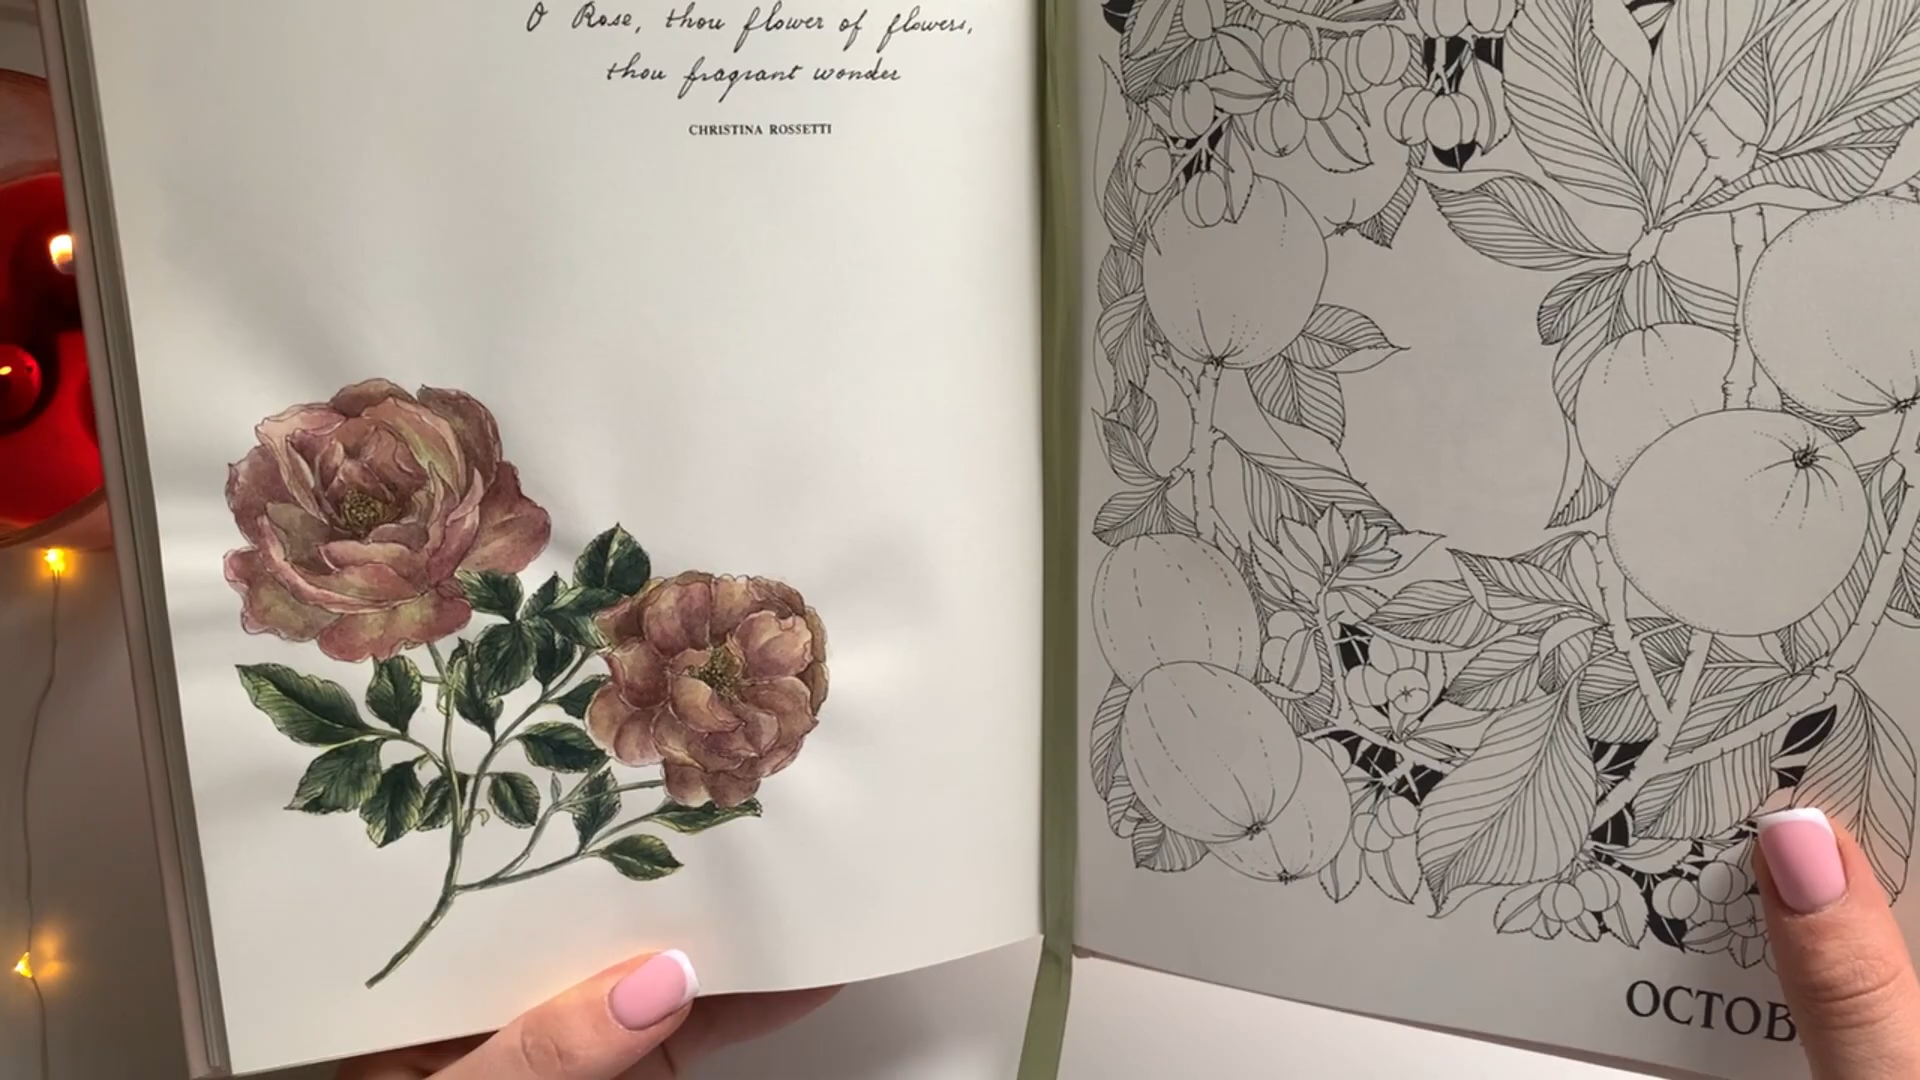 O Rose, thou flower of flowers,
thou fragrant wonder
CHRISTINA ROSSETTI
OCTOB